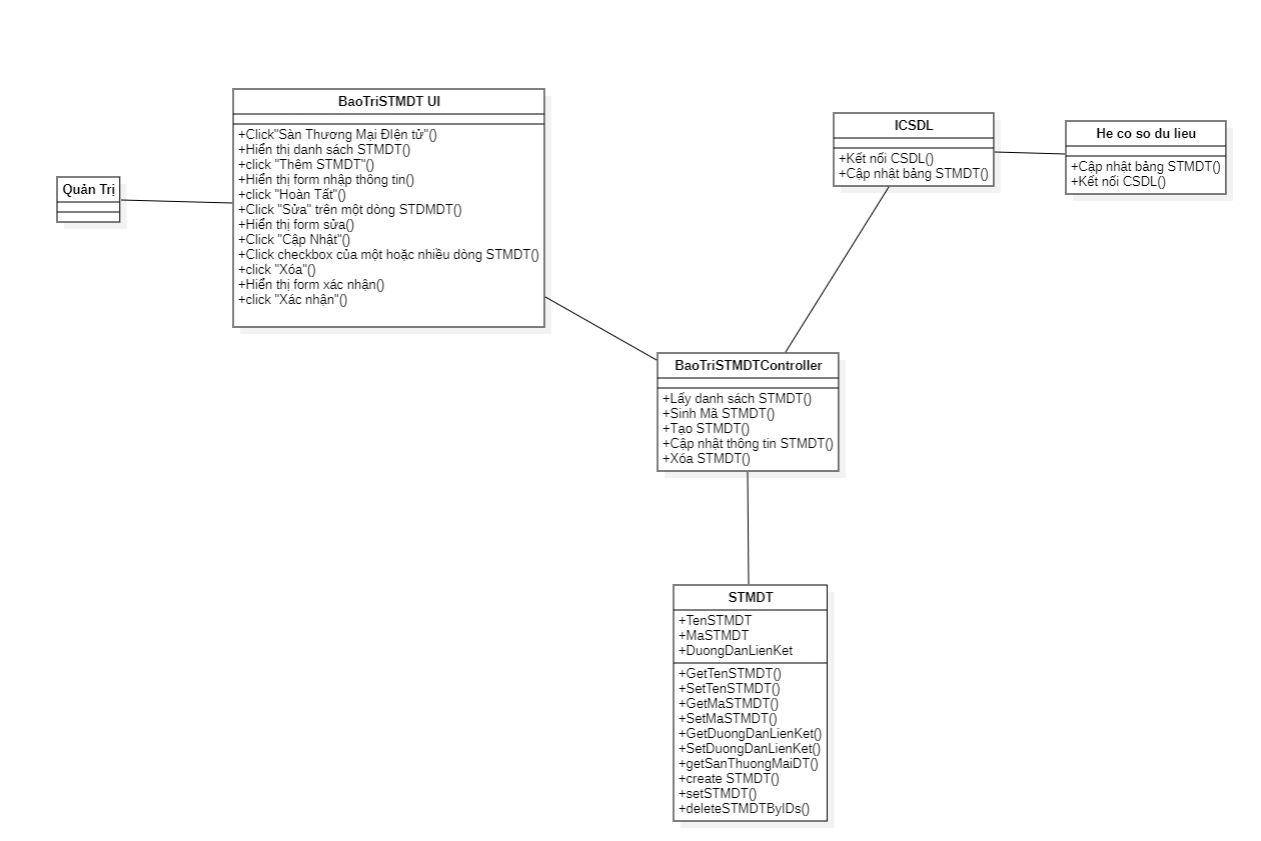 Quản Trị
BaoTriSTMDT UI
+Click"Sàn Thương Mại ĐIện tử"()
+Hiển thị danh sách STMDT()
+click "Thêm STMDT"()
+Hiển thị form nhập thông tin()
+click "Hoàn Tất"()
+Click "Sửa" trên một dòng STDMDT()
+Hiển thị form sửa()
+Click "Cập Nhật"()
+Click checkbox của một hoặc nhiều dòng STMDT()
+click "Xóa"()
+Hiển thị form xác nhận()
+click "Xác nhận"()
ICSDL
+Kết nối CSDL()
+Cập nhật bảng STMDT()
He co so du lieu
+Cập nhật bảng STMDT()
+Kết nối CSDL()
BaoTriSTMDTController
+Lấy danh sách STMDT()
+Sinh Mã STMDT()
+Tạo STMDT()
+Cập nhật thông tin STMDT()
+Xóa STMDT()
STMDT
+TenSTMDT
+MaSTMDT
+DuongDanLienKet
+GetTenSTMDT()
+SetTenSTMDT()
+GetMaSTMDT()
+SetMaSTMDT()
+GetDuongDanLienKet()
+SetDuongDanLienKet()
+getSanThuongMaiDT()
+create STMDT()
+setSTMDT()
+deleteSTMDTByIDs()